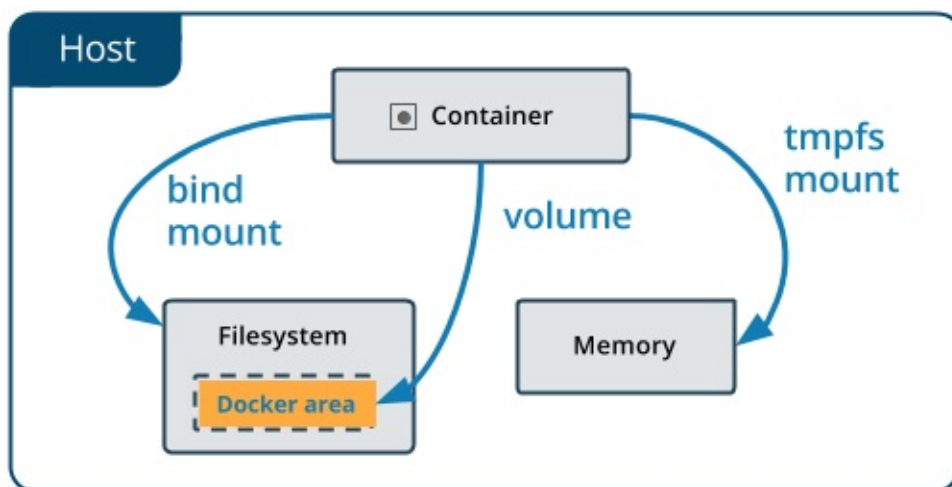 Host
Container
bind
mount
volume
tmpfs
mount
Filesystem
Docker area
Memory